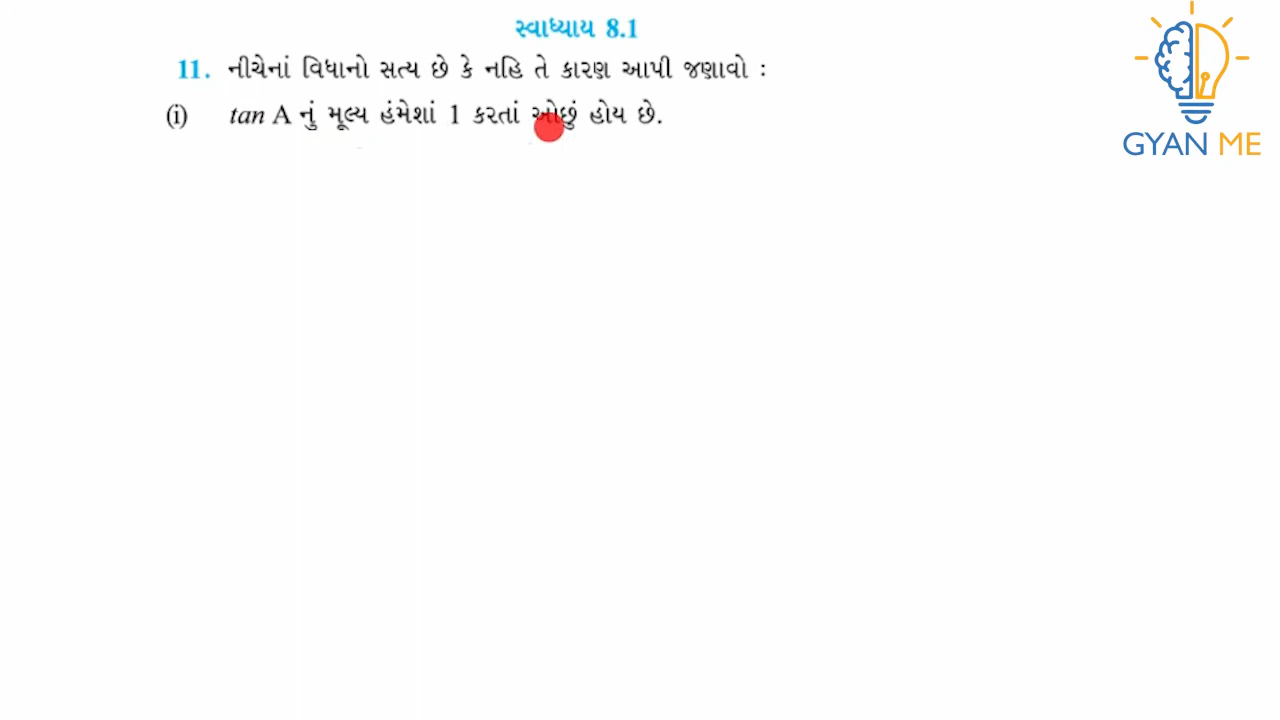 સ્વાધ્યાય 8.1
11. નીચેનાં વિધાનો સત્ય છે કે નહિ તે કારણ આપી જણાવો :
(i) tan A નું મૂલ્ય હંમેશાં 1 કરતાં ઓછું હોય છે.
GYAN ME